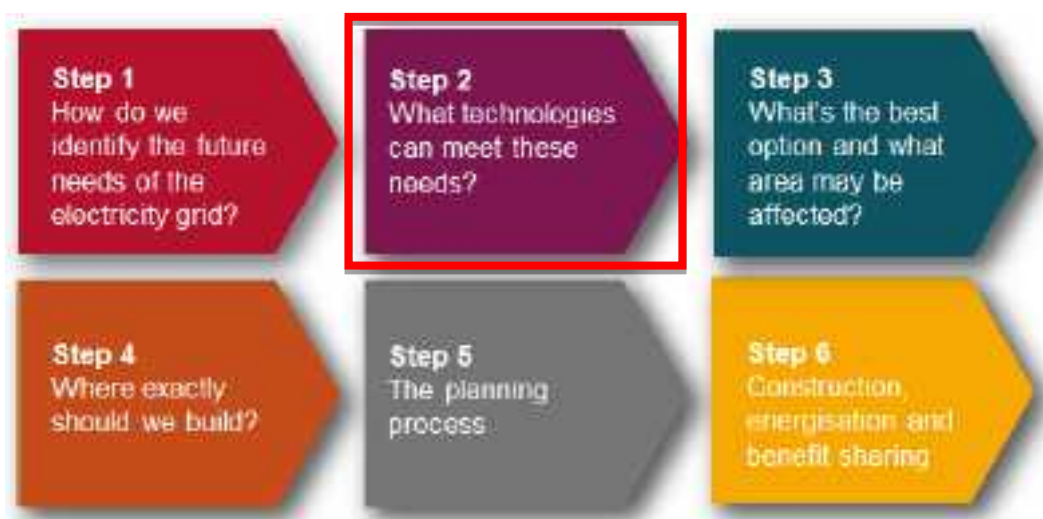 Step 1
How do we
identify the future
needs of the
electricity grid?
Step 2
What technologies
can meet these
needs?
Step 3
What's the best
option and what
area may be
affected?
Step 4
Where exactly
should we build?
Step 5
The planning
process
Step 6
Construction,
energisation and
benefit sharing